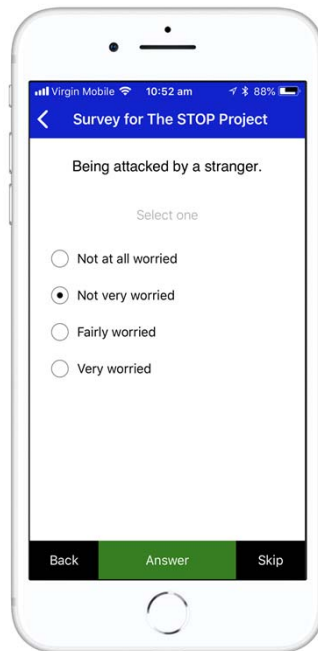 Virgin Mobile 10:52 am 88%
Survey for The STOP Project
Being attacked by a stranger.
Select one
Not at all worried
Not very worried
Fairly worried
Very worried
Back Answer Skip